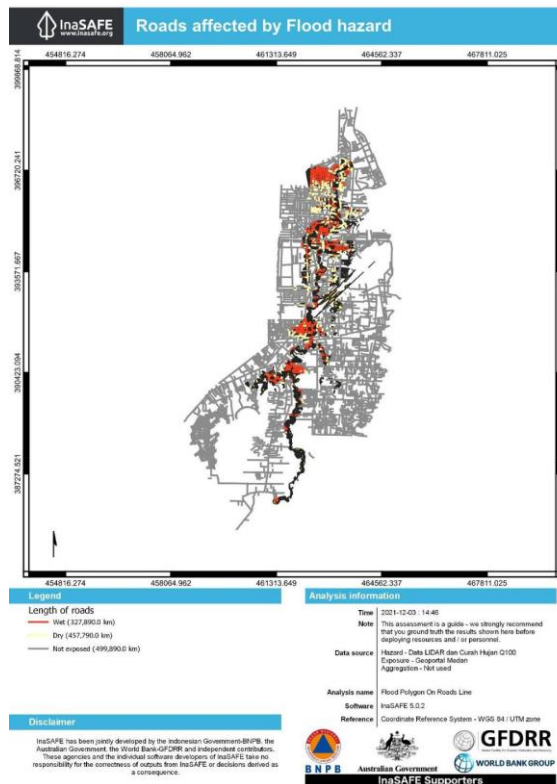 InaSAFE
www.inasafe.org
Roads affected by Flood hazard
454816.274 458064.962 461313.649 464562.337 467811.025
399868.814
396720.241
393571.667
390423.094
387274.521
454816.274 458064.962 461313.649 464562.337 467811.025
Legend
Length of roads
Wet (327,890.0 km)
Dry (457,790.0 km)
Not exposed (499,890.0 km)
Disclaimer
InaSAFE has been jointly developed by the Indonesian Government-BNPB, the
Australian Government, the World Bank-GFDRR and independent contributors.
These agencies and the individual software developers of InaSAFE take no
responsibility for the correctness of outputs from InaSAFE or decisions derived as
a consequence.
Analysis information
Time 2021-12-03 : 14:46
Note This assessment is a guide - we strongly recommend
that you ground truth the results shown here before
deploying resources and / or personnel.
Data source Hazard - Data LIDAR dan Curah Hujan Q100
Exposure - Geoportal Medan
Aggregation - Not used
Analysis name Flood Polygon On Roads Line
Software InaSAFE 5.0.2
Reference Coordinate Reference System - WGS 84 / UTM zone
BNPB
Australian Government
GFDRR
WORLD BANK GROUP
InaSAFE Supporters